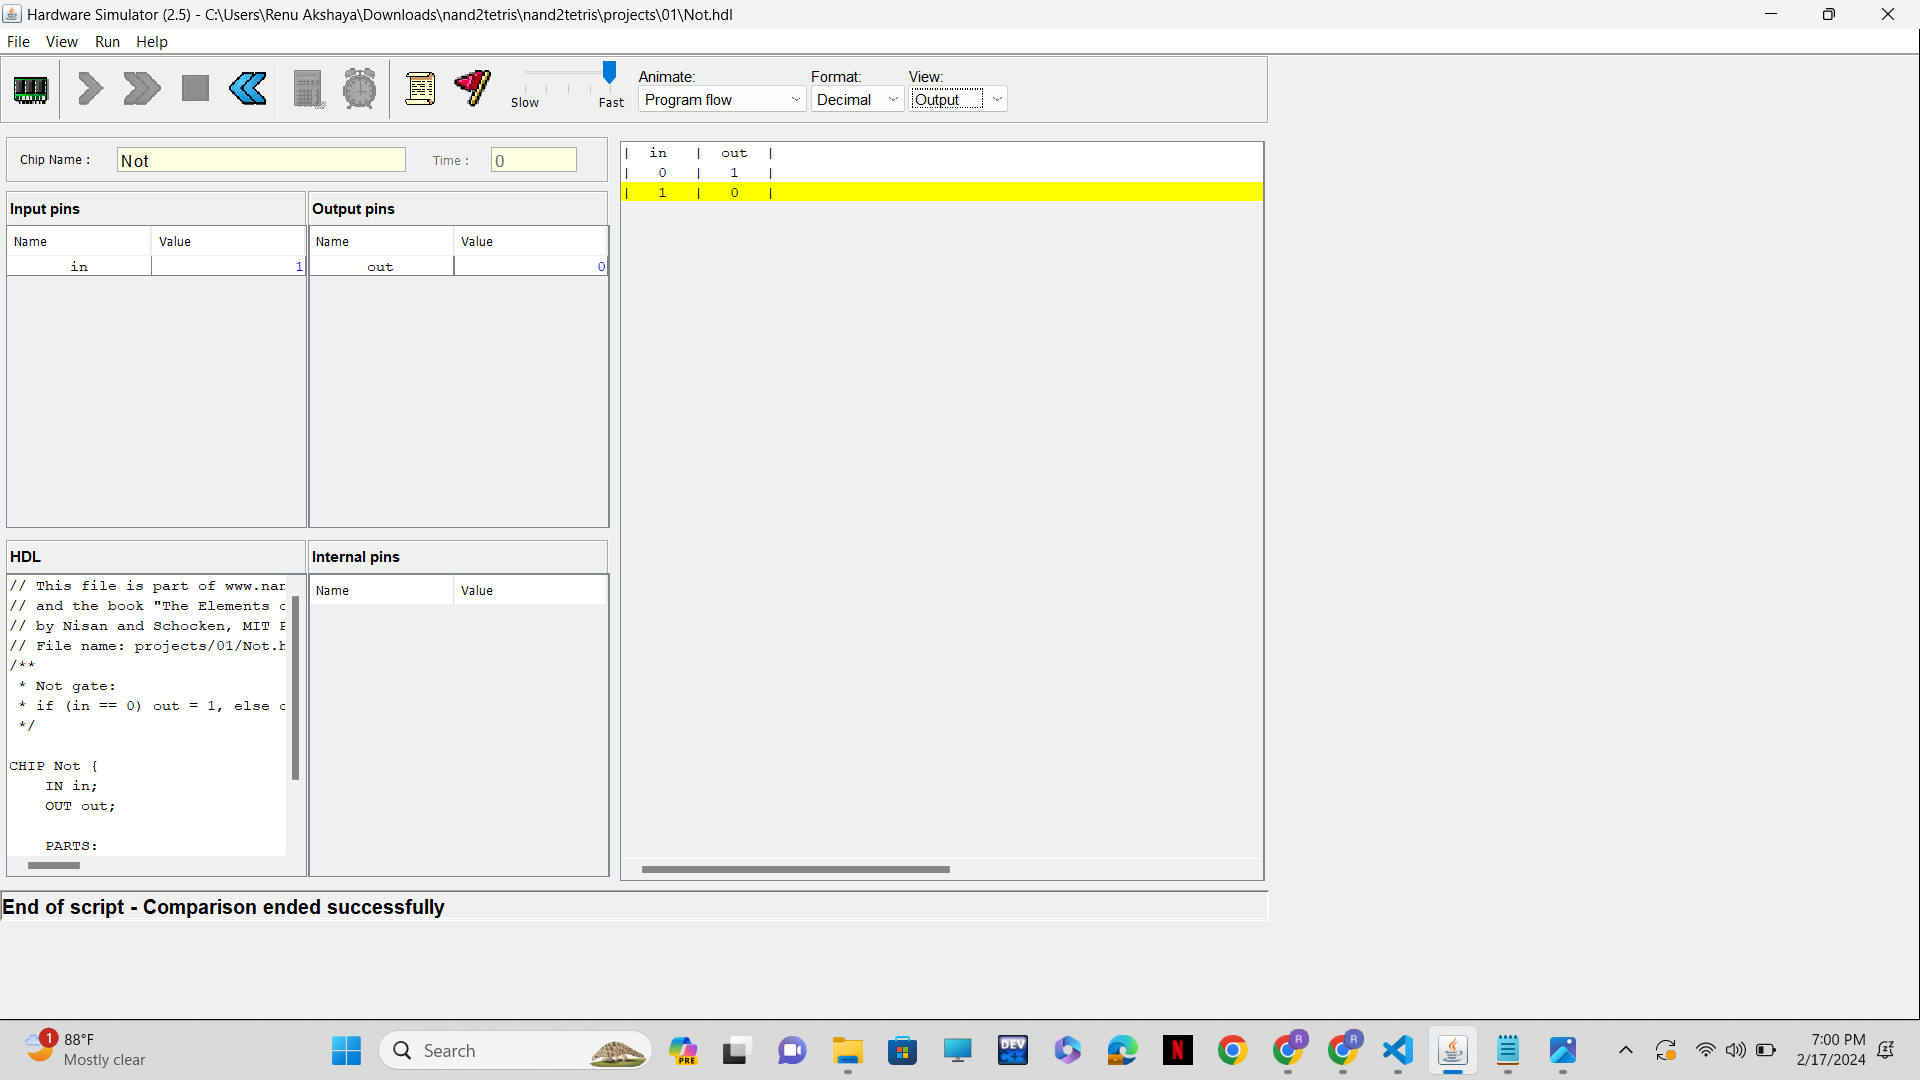 Hardware Simulator (2.5) - C:\Users\Renu Akshaya\Downloads\nand2tetris\nand2tetris\projects\01\Not.hdl
File View Run Help
Slow Fast
Animate: Format: View:
Program flow Decimal Output
Chip Name : Not Time : 0
Input pins
Name Value
in 1
Output pins
Name Value
out 0
| in | out |
| 0 | 1 |
| 1 | 0 |
HDL
// This file is part of www.nan
// and the book "The Elements
// by Nisan and Schocken, MIT
// File name: projects/01/Not.h
/**
* Not gate:
* if (in == 0) out = 1, else
*/
CHIP Not {
IN in;
OUT out;
PARTS:
Internal pins
Name Value
End of script - Comparison ended successfully
1
88°F
Mostly clear
Search
PRE
DEV
C++
N
R
R
7:00 PM
2/17/2024